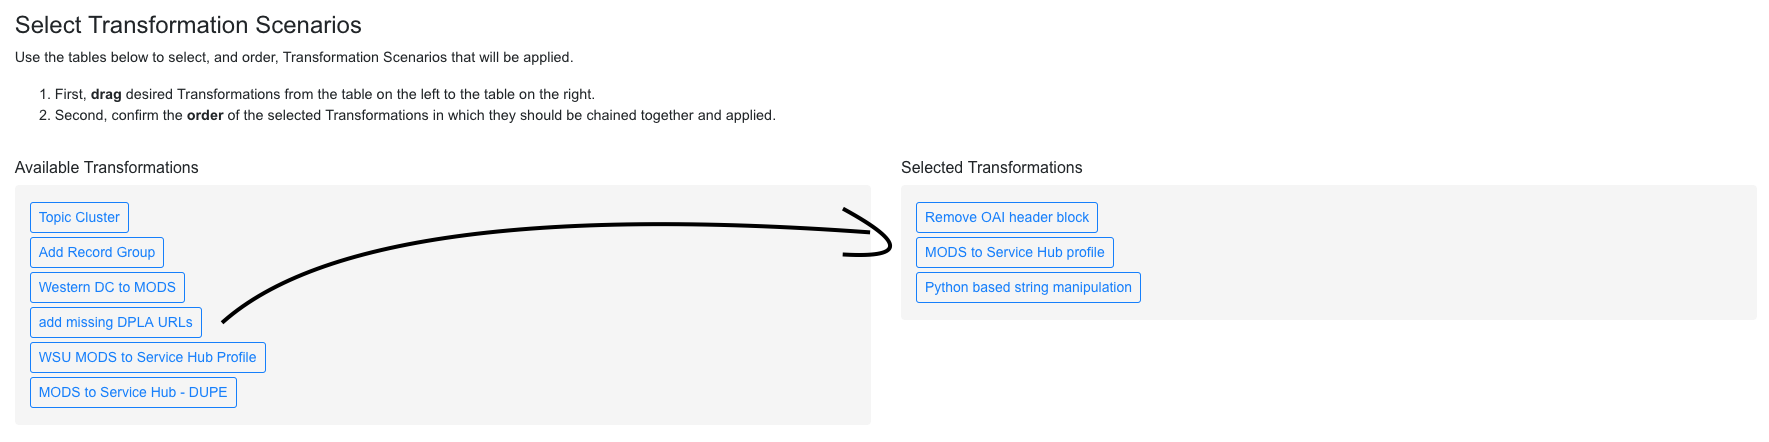 Select Transformation Scenarios
Use the tables below to select, and order, Transformation Scenarios that will be applied.
1. First, drag desired Transformations from the table on the left to the table on the right.
2. Second, confirm the order of the selected Transformations in which they should be chained together and applied.
Available Transformations
Topic Cluster
Add Record Group
Western DC to MODS
add missing DPLA URLs
WSU MODS to Service Hub Profile
MODS to Service Hub - DUPE
Selected Transformations
Remove OAI header block
MODS to Service Hub profile
Python based string manipulation